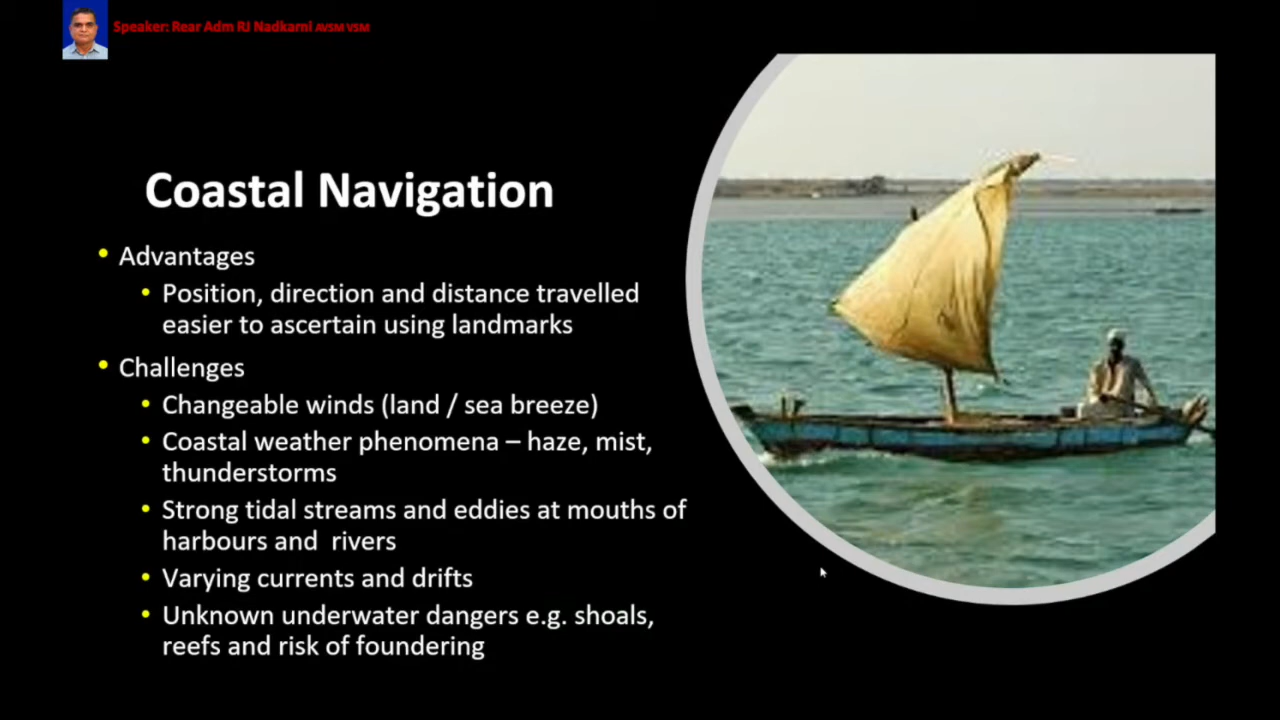 Speaker: Rear Adm RJ Nadkarni AVSM VSM
Coastal Navigation
• Advantages
• Position, direction and distance travelled
easier to ascertain using landmarks
• Challenges
• Changeable winds (land / sea breeze)
• Coastal weather phenomena – haze, mist,
thunderstorms
• Strong tidal streams and eddies at mouths of
harbours and rivers
• Varying currents and drifts
• Unknown underwater dangers e.g. shoals,
reefs and risk of foundering